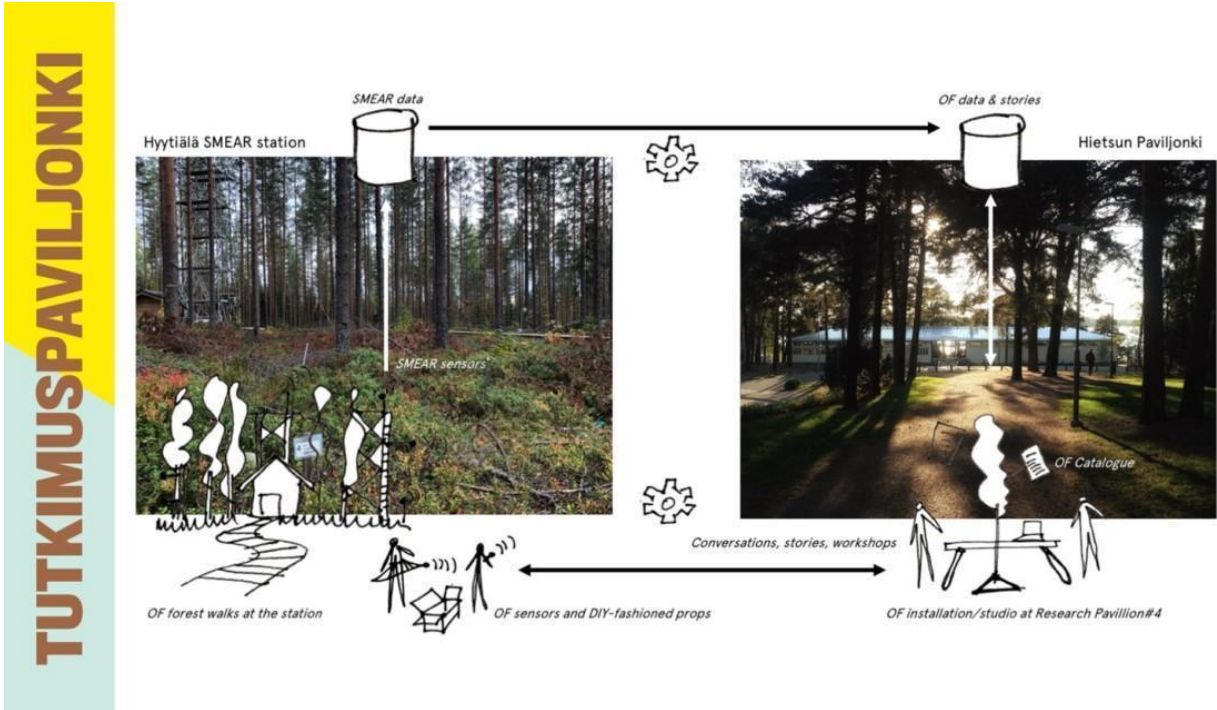 TUTKIMUSPAVILJONKI
SMEAR data
OF data & stories
Hyytiälä SMEAR station
Hietsun Paviljonki
SMEAR sensors
OF Catalogue
Conversations, stories, workshops
OF forest walks at the station
OF sensors and DIY-fashioned props
OF installation/studio at Research Pavillion#4